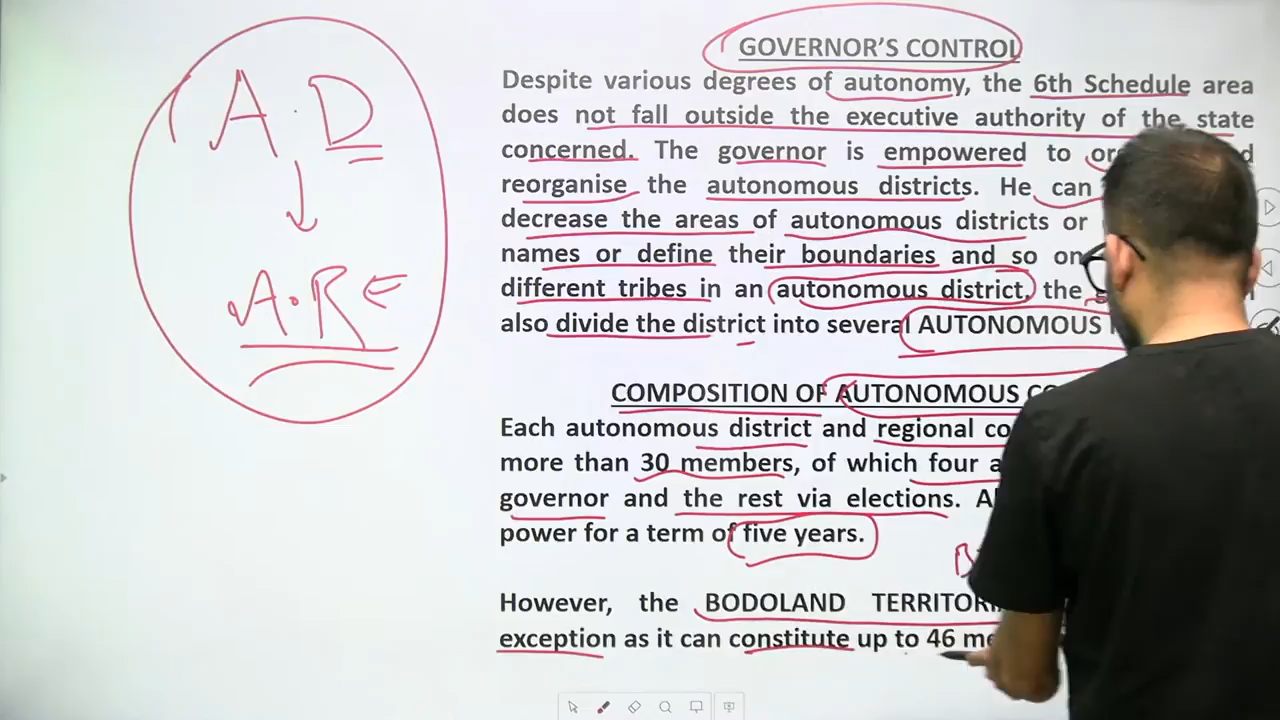 A.D
A.RE
GOVERNOR'S CONTROL
Despite various degrees of autonomy, the 6th Schedule area
does not fall outside the executive authority of the state
concerned. The governor is empowered to
reorganise the autonomous districts. He can
decrease the areas of autonomous districts or
names or define their boundaries and so on
different tribes in an autonomous district, the
also divide the district into several AUTONOMOUS
COMPOSITION OF AUTONOMOUS
Each autonomous district and regional
more than 30 members, of which four
governor and the rest via elections.
power for a term of five years.
However, the BODOLAND
exception as it can constitute up to 46